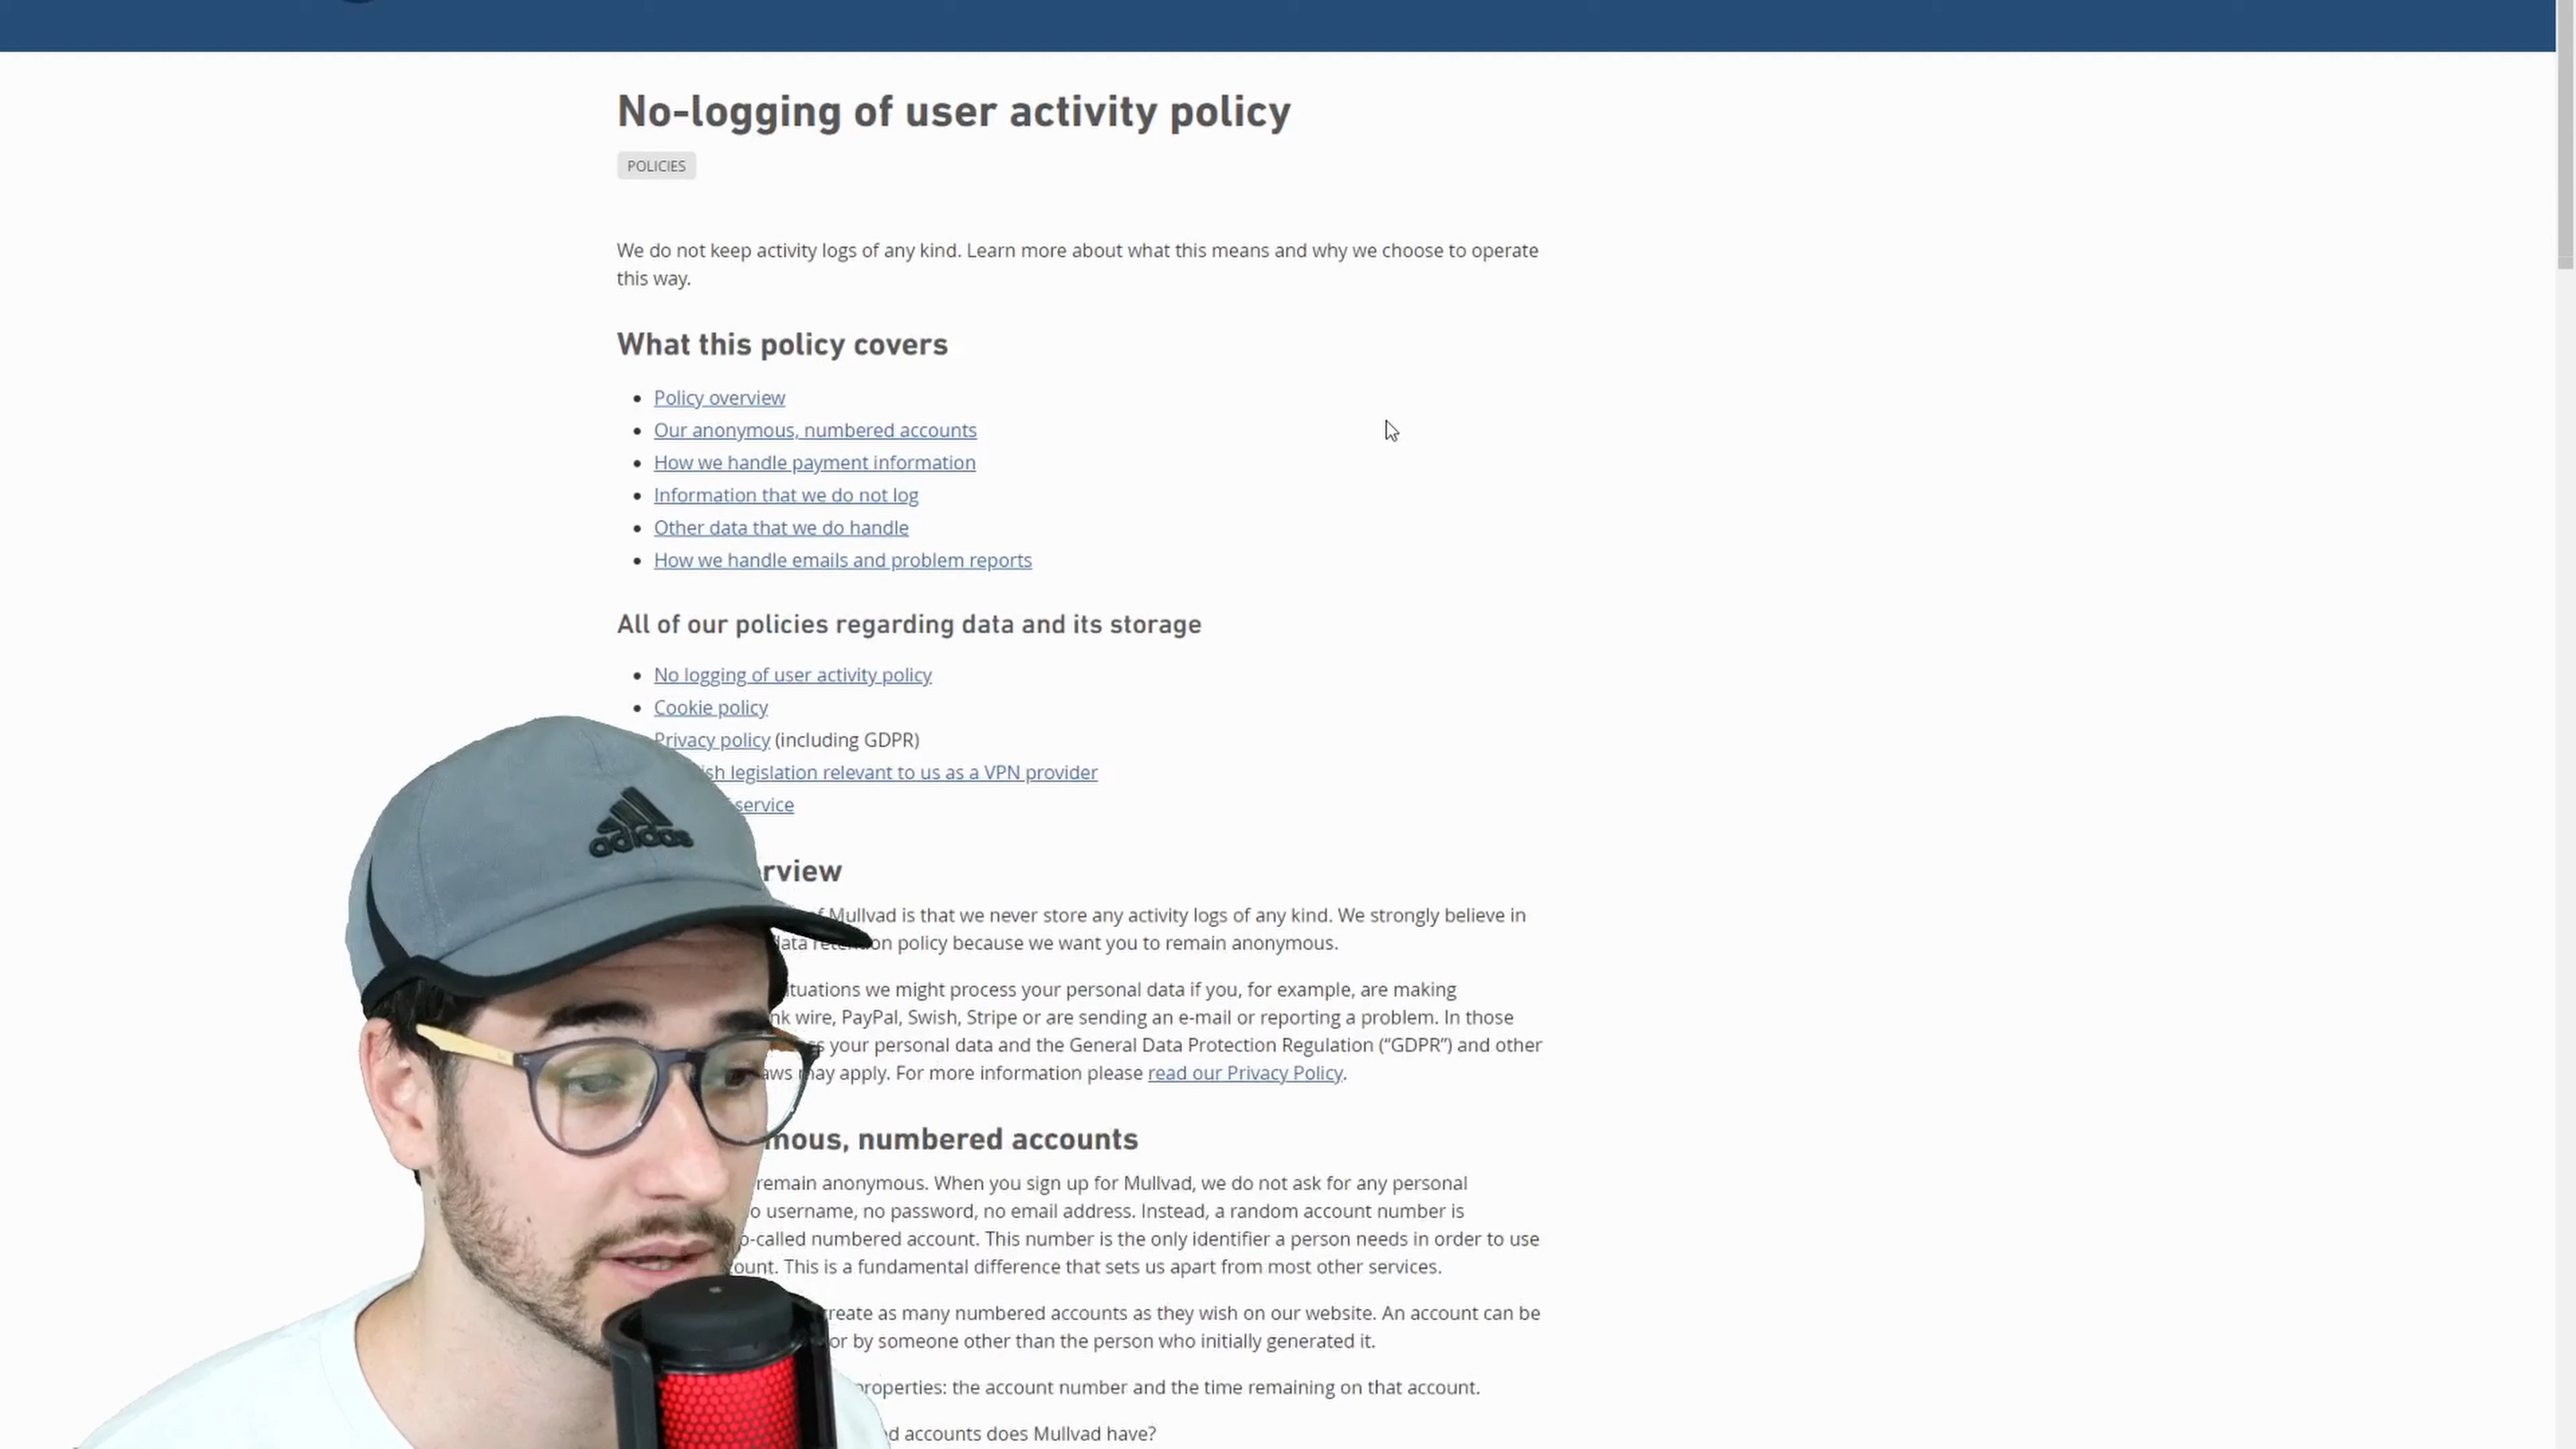 No-logging of user activity policy
POLICIES
We do not keep activity logs of any kind. Learn more about what this means and why we choose to operate
this way.
What this policy covers
Policy overview
Our anonymous, numbered accounts
How we handle payment information
Information that we do not log
Other data that we do handle
How we handle emails and problem reports
All of our policies regarding data and its storage
No logging of user activity policy
Cookie policy
Privacy policy (including GDPR)
legislation relevant to us as a VPN provider
service
adidas
of Mullvad is that we never store any activity logs of any kind. We strongly believe in
data retention policy because we want you to remain anonymous.
we might process your personal data if you, for example, are making
wire, PayPal, Swish, Stripe or are sending an e-mail or reporting a problem. In those
your personal data and the General Data Protection Regulation (“GDPR”) and other
may apply. For more information please read our Privacy Policy.
numbered accounts
remain anonymous. When you sign up for Mullvad, we do not ask for any personal
username, no password, no email address. Instead, a random account number is
numbered account. This number is the only identifier a person needs in order to use
This is a fundamental difference that sets us apart from most other services.
create as many numbered accounts as they wish on our website. An account can be
or by someone other than the person who initially generated it.
properties: the account number and the time remaining on that account.
accounts does Mullvad have?